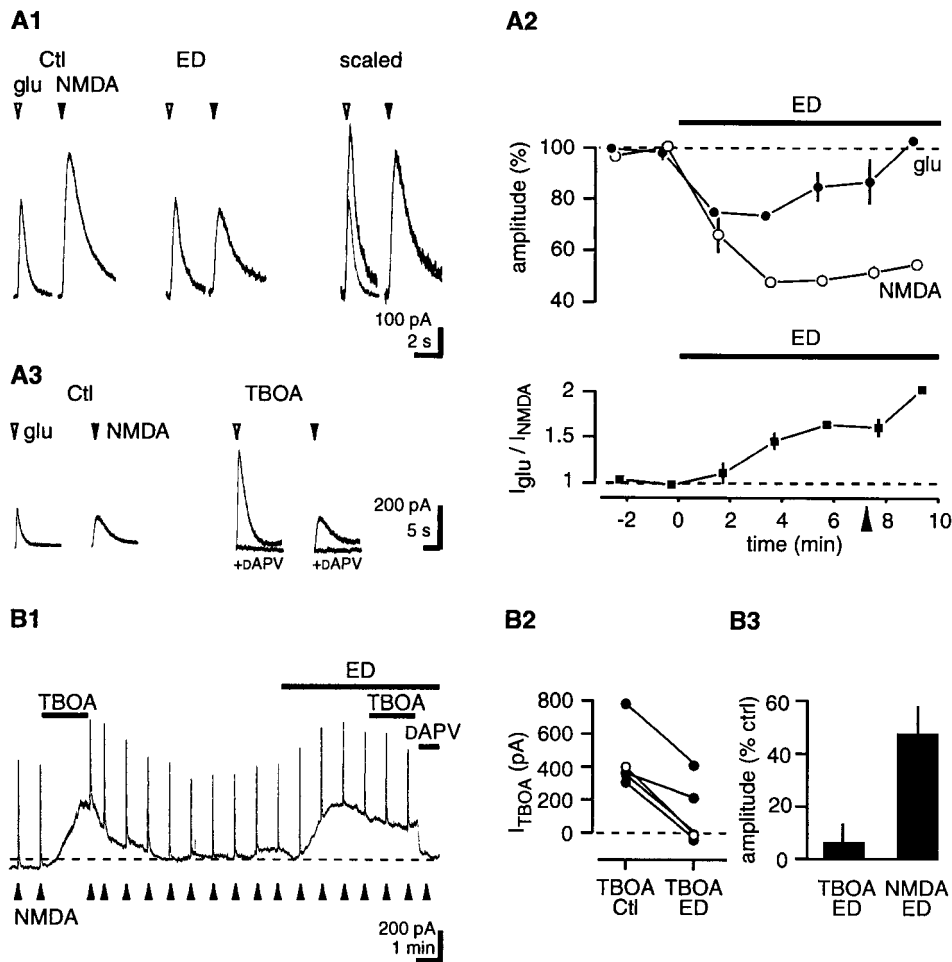 A1
Ctl ED scaled
glu NMDA
100 pA
2 s
A2
ED
amplitude (%)
100
80
60
40
glu
NMDA
ED
I_glu / I_NMDA
2
1.5
1
-2 0 2 4 6 8 10
time (min)
A3
Ctl TBOA
glu NMDA
200 pA
5 s
+DAPV +DAPV
B1
ED
TBOA TBOA
DAPV
NMDA
200 pA
1 min
B2
I_TBOA (pA)
800
600
400
200
0
TBOA TBOA
Ctl ED
B3
amplitude (% ctrl)
60
40
20
0
TBOA NMDA
ED ED